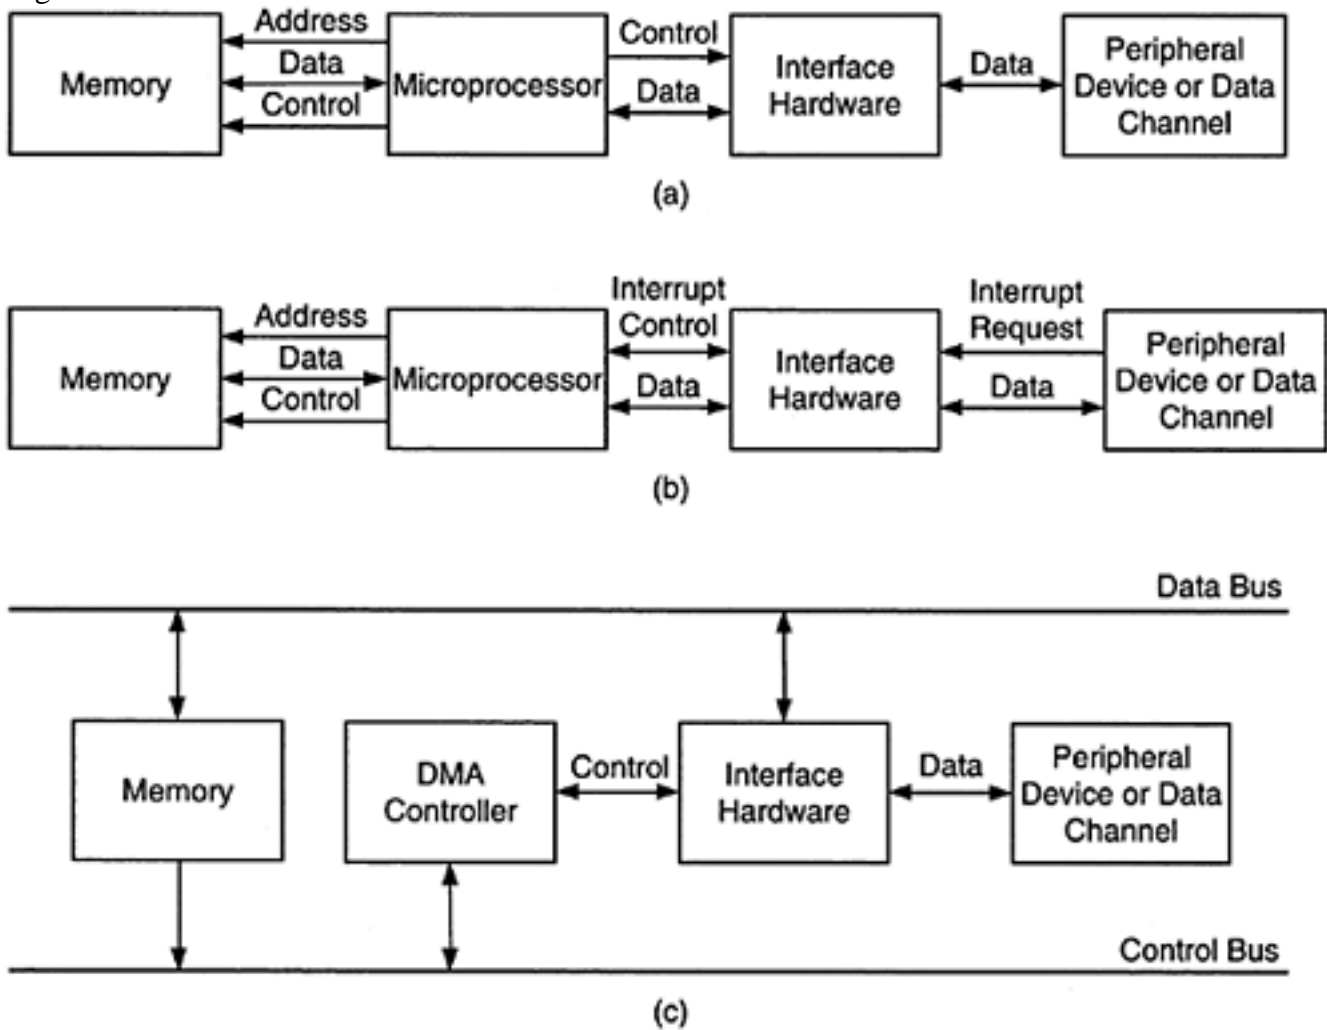 Address
Control
Memory
Data
Microprocessor
Data
Interface
Hardware
Data
Peripheral
Device or Data
Channel
Control
(a)
Interrupt
Control
Interrupt
Request
Address
Memory
Data
Microprocessor
Data
Interface
Hardware
Data
Peripheral
Device or Data
Channel
Control
(b)
Data Bus
Memory
DMA
Controller
Control
Interface
Hardware
Data
Peripheral
Device or Data
Channel
Control Bus
(c)